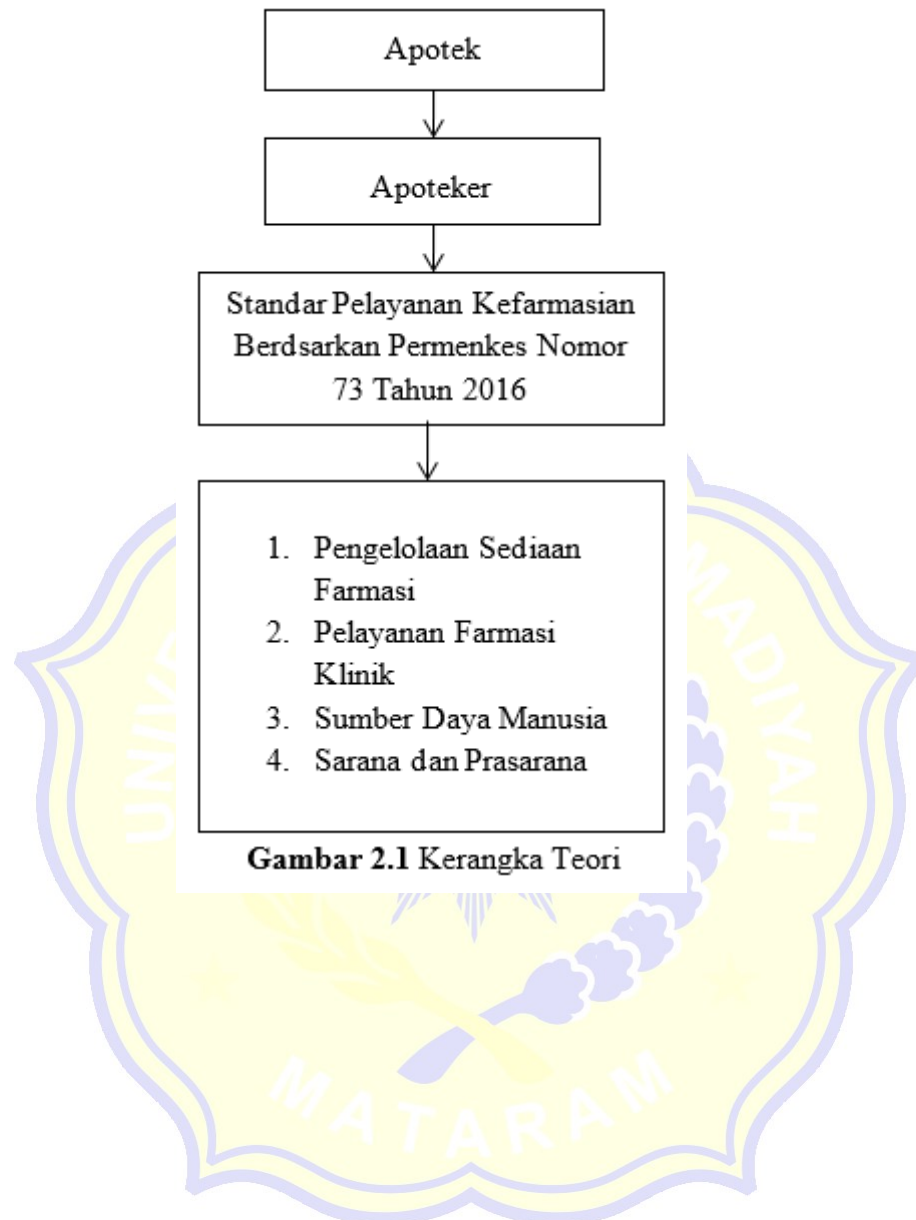 Apotek
Apoteker
Standar Pelayanan Kefarmasian
Berdsarkan Permenkes Nomor
73 Tahun 2016
1. Pengelolaan Sediaan
Farmasi
2. Pelayanan Farmasi
Klinik
3. Sumber Daya Manusia
4. Sarana dan Prasarana
Gambar 2.1 Kerangka Teori
MATARAM